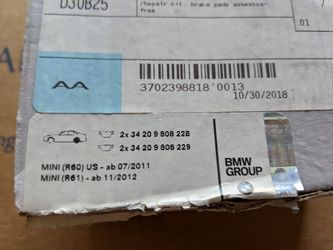 D30B25
/Repair kit, brake pads asbestos-
free
01
AA
3702398818'0013
10/30/2018
2x 34 20 9 808 228
2x 34 20 9 808 229
MINI (R60) US - ab 07/2011
MINI (R61) - ab 11/2012
BMW
GROUP